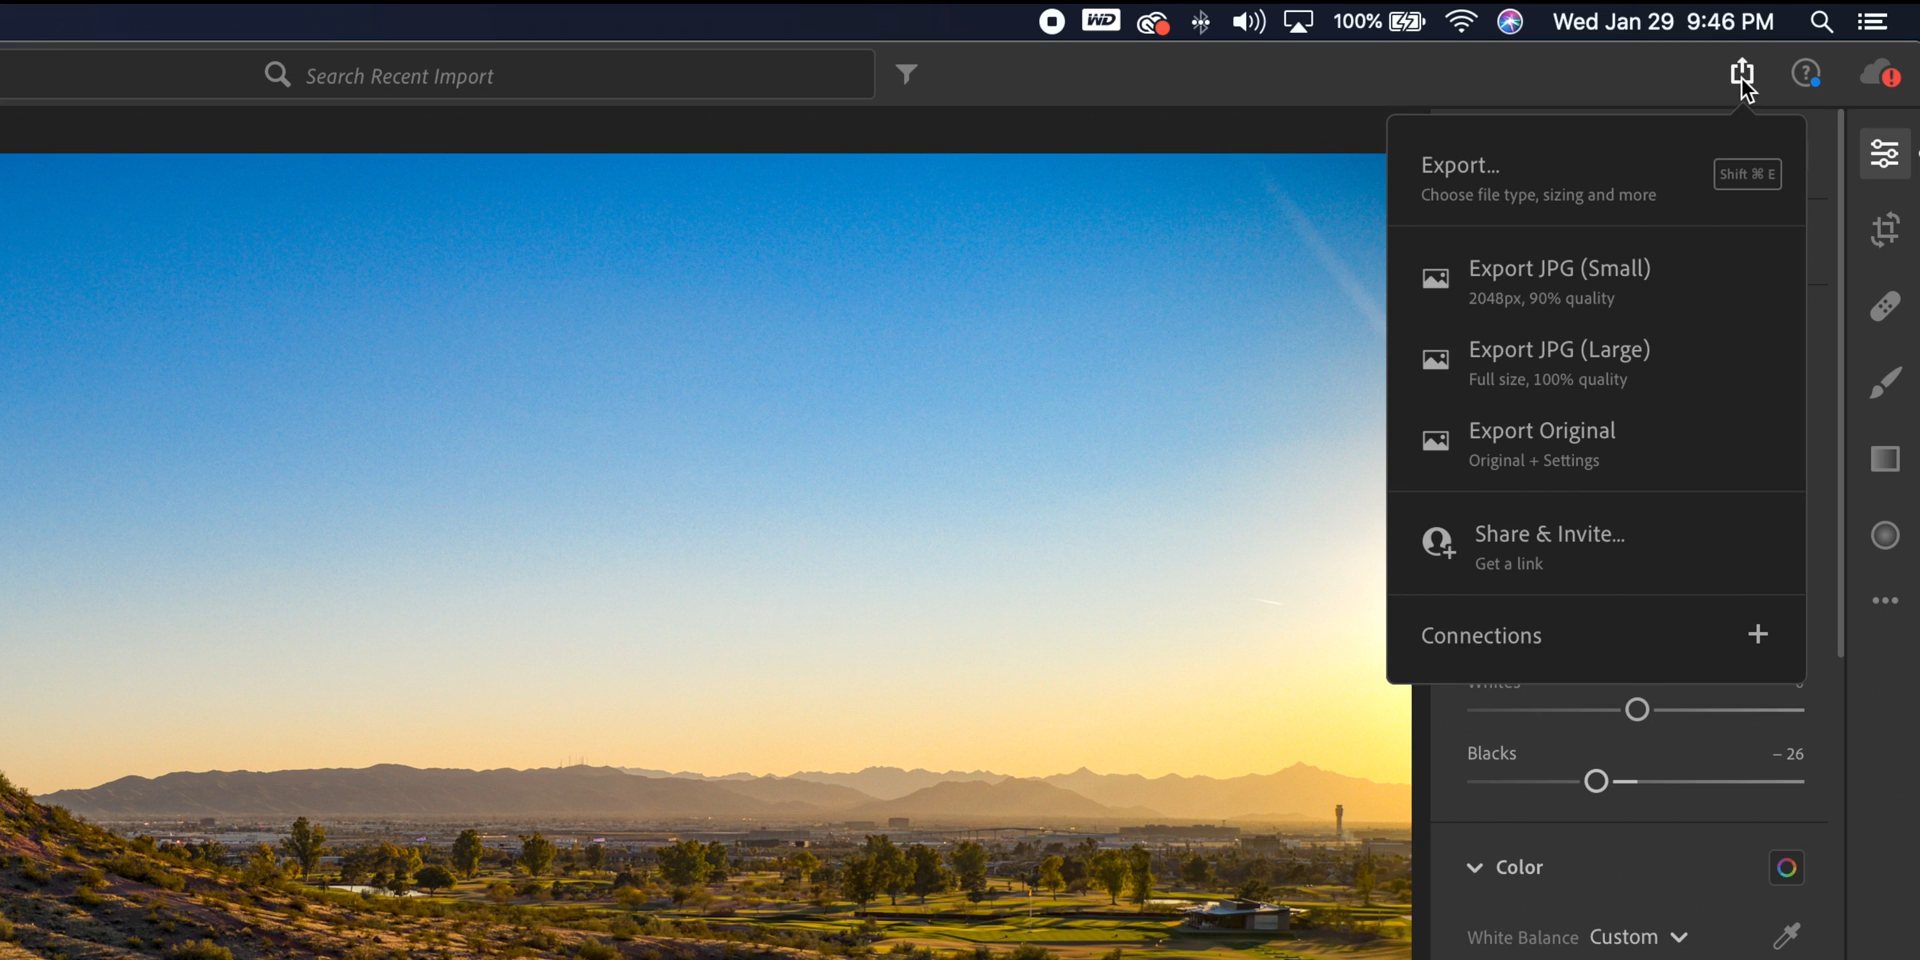 WD 100% Wed Jan 29 9:46 PM
Search Recent Import
Export...
Shift ⌘ E
Choose file type, sizing and more
Export JPG (Small)
2048px, 90% quality
Export JPG (Large)
Full size, 100% quality
Export Original
Original + Settings
Share & Invite...
Get a link
Connections
Whites
Blacks – 26
Color
White Balance Custom